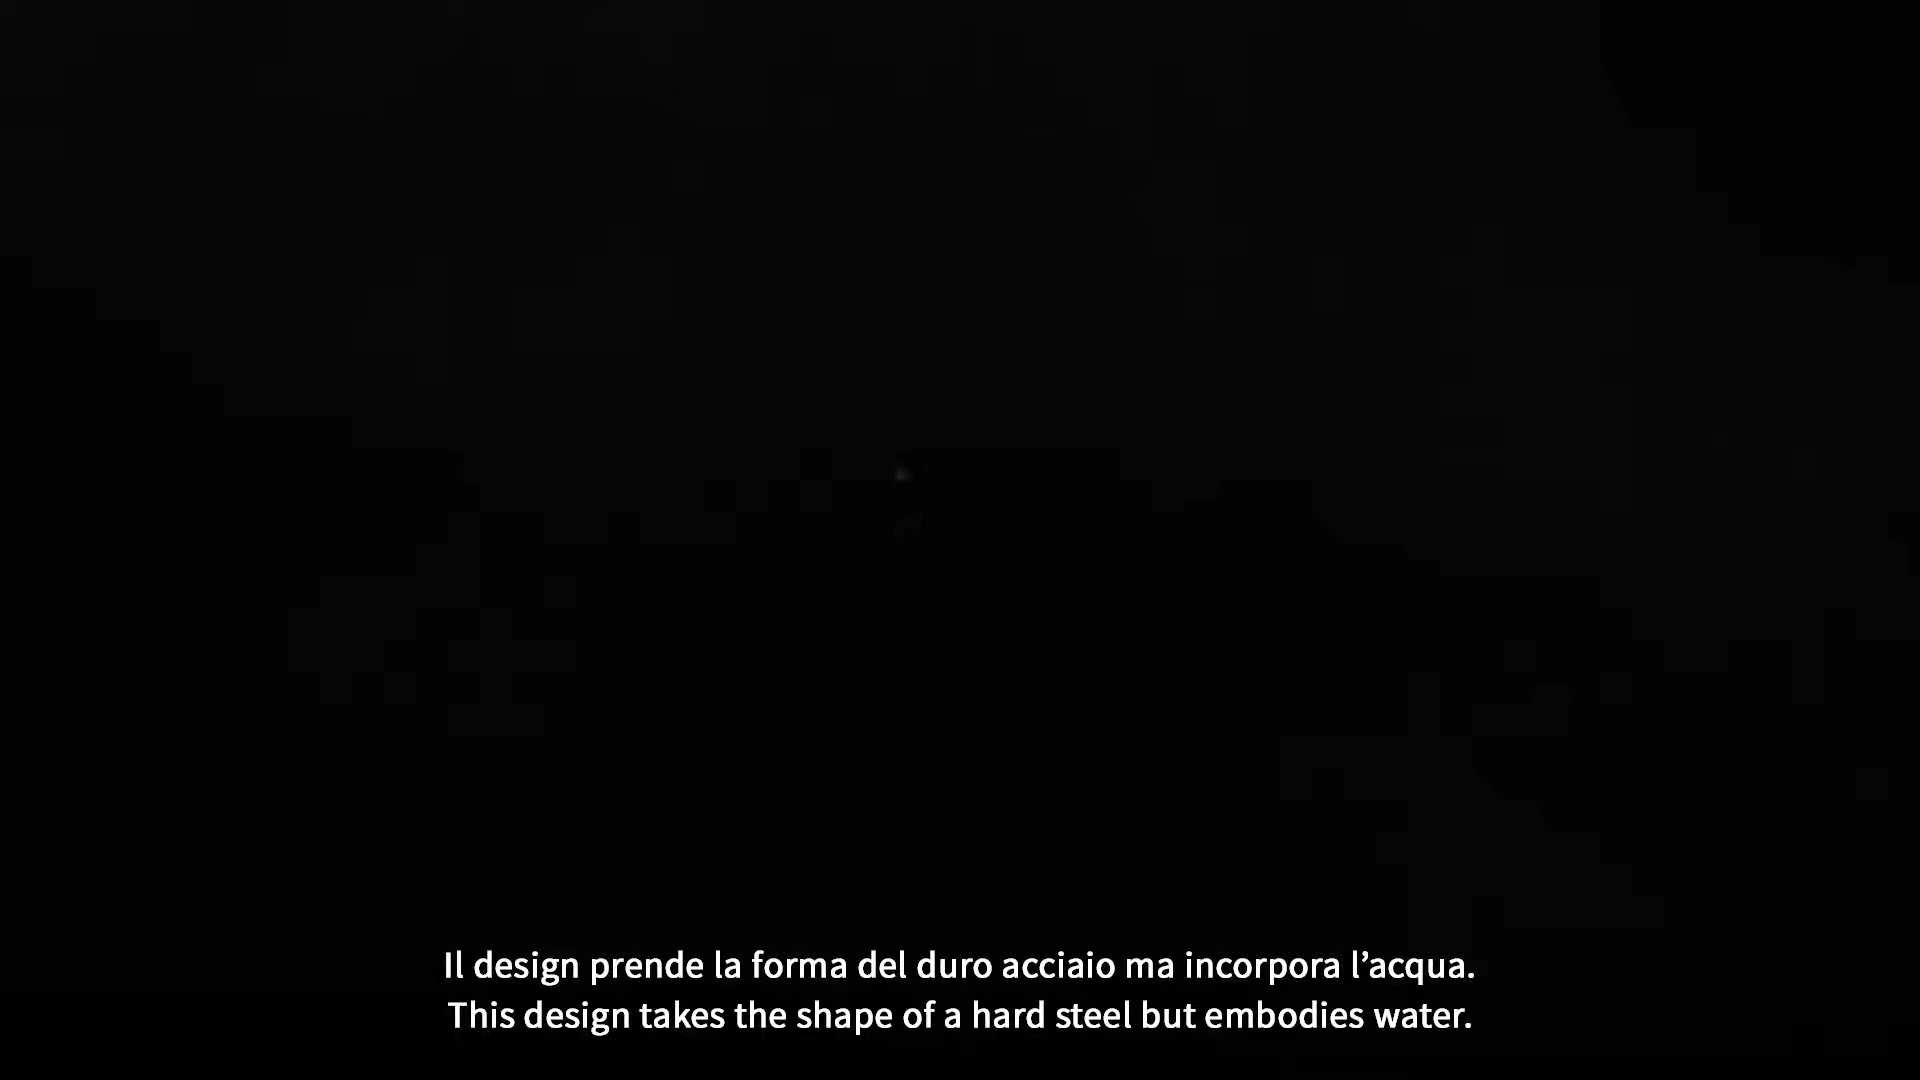 Il design prende la forma del duro acciaio ma incorpora l’acqua.
This design takes the shape of a hard steel but embodies water.